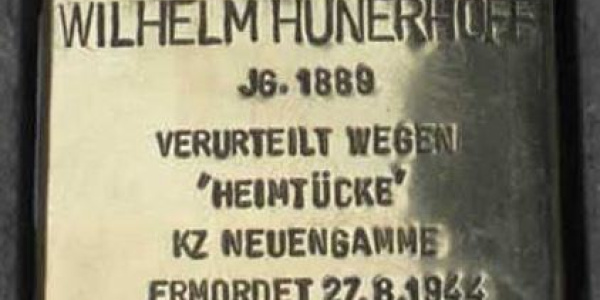 WILHELM HÜNERHOFF
JG. 1889
VERURTEILT WEGEN
"HEIMTÜCKE"
KZ NEUENGAMME
ERMORDET 27.8.1944